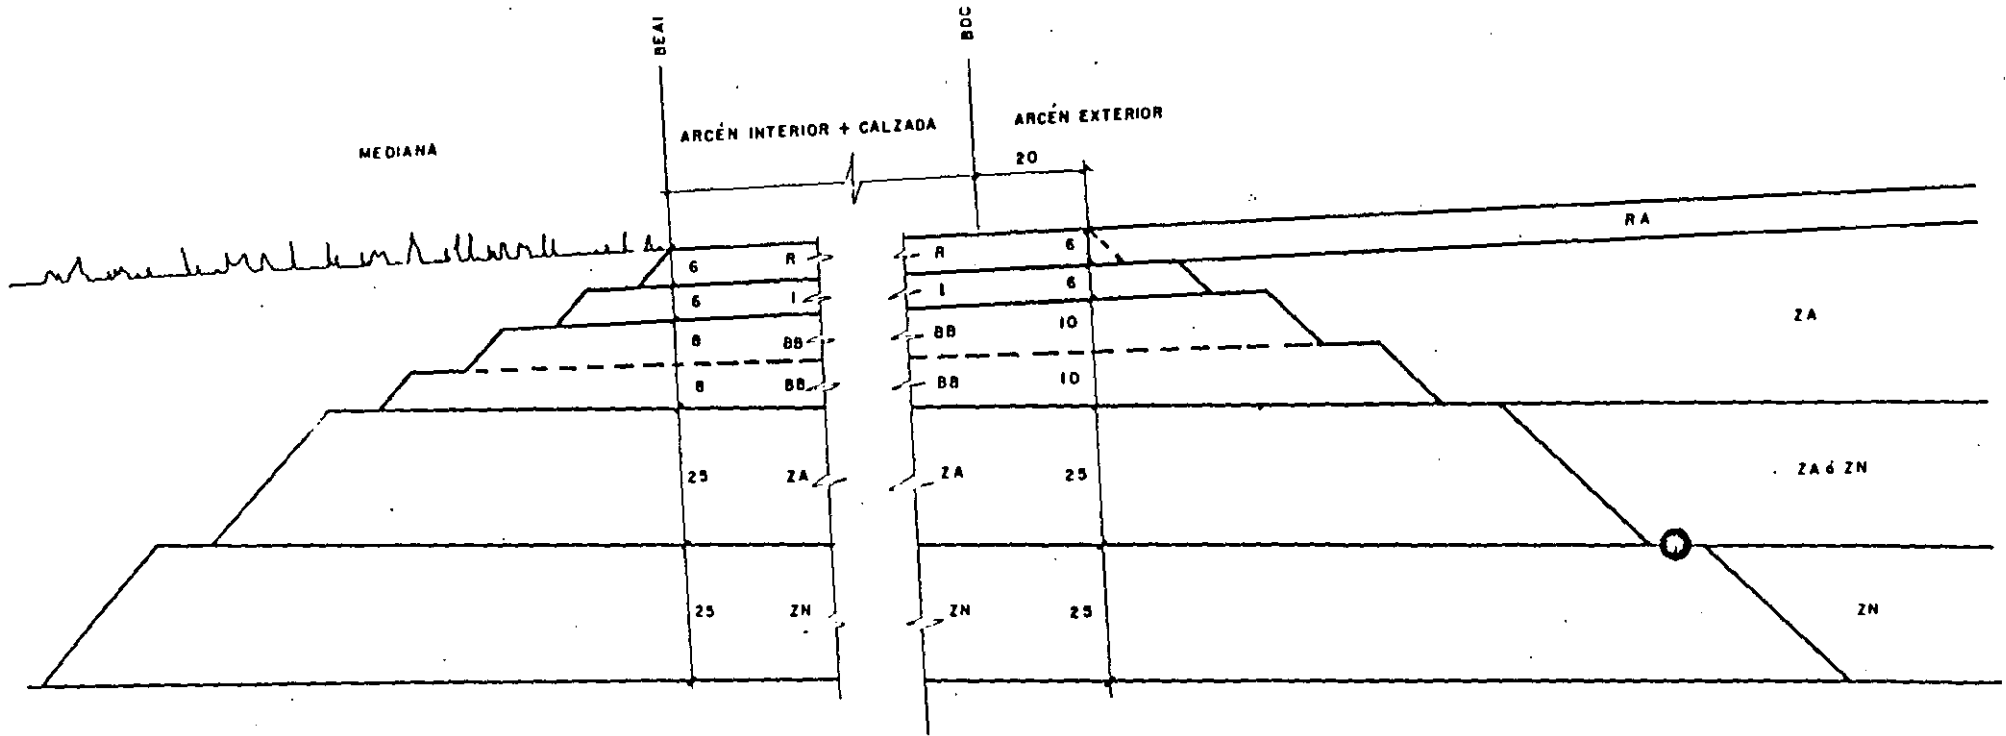 BEAI
BDC
MEDIANA
ARCÉN INTERIOR + CALZADA
ARCÉN EXTERIOR
20
6 R
R 6
RA
6 I
I 6
8 BB
BB 10
ZA
8 BB
BB 10
25 ZA
ZA 25
ZA ó ZN
25 ZN
ZN 25
ZN